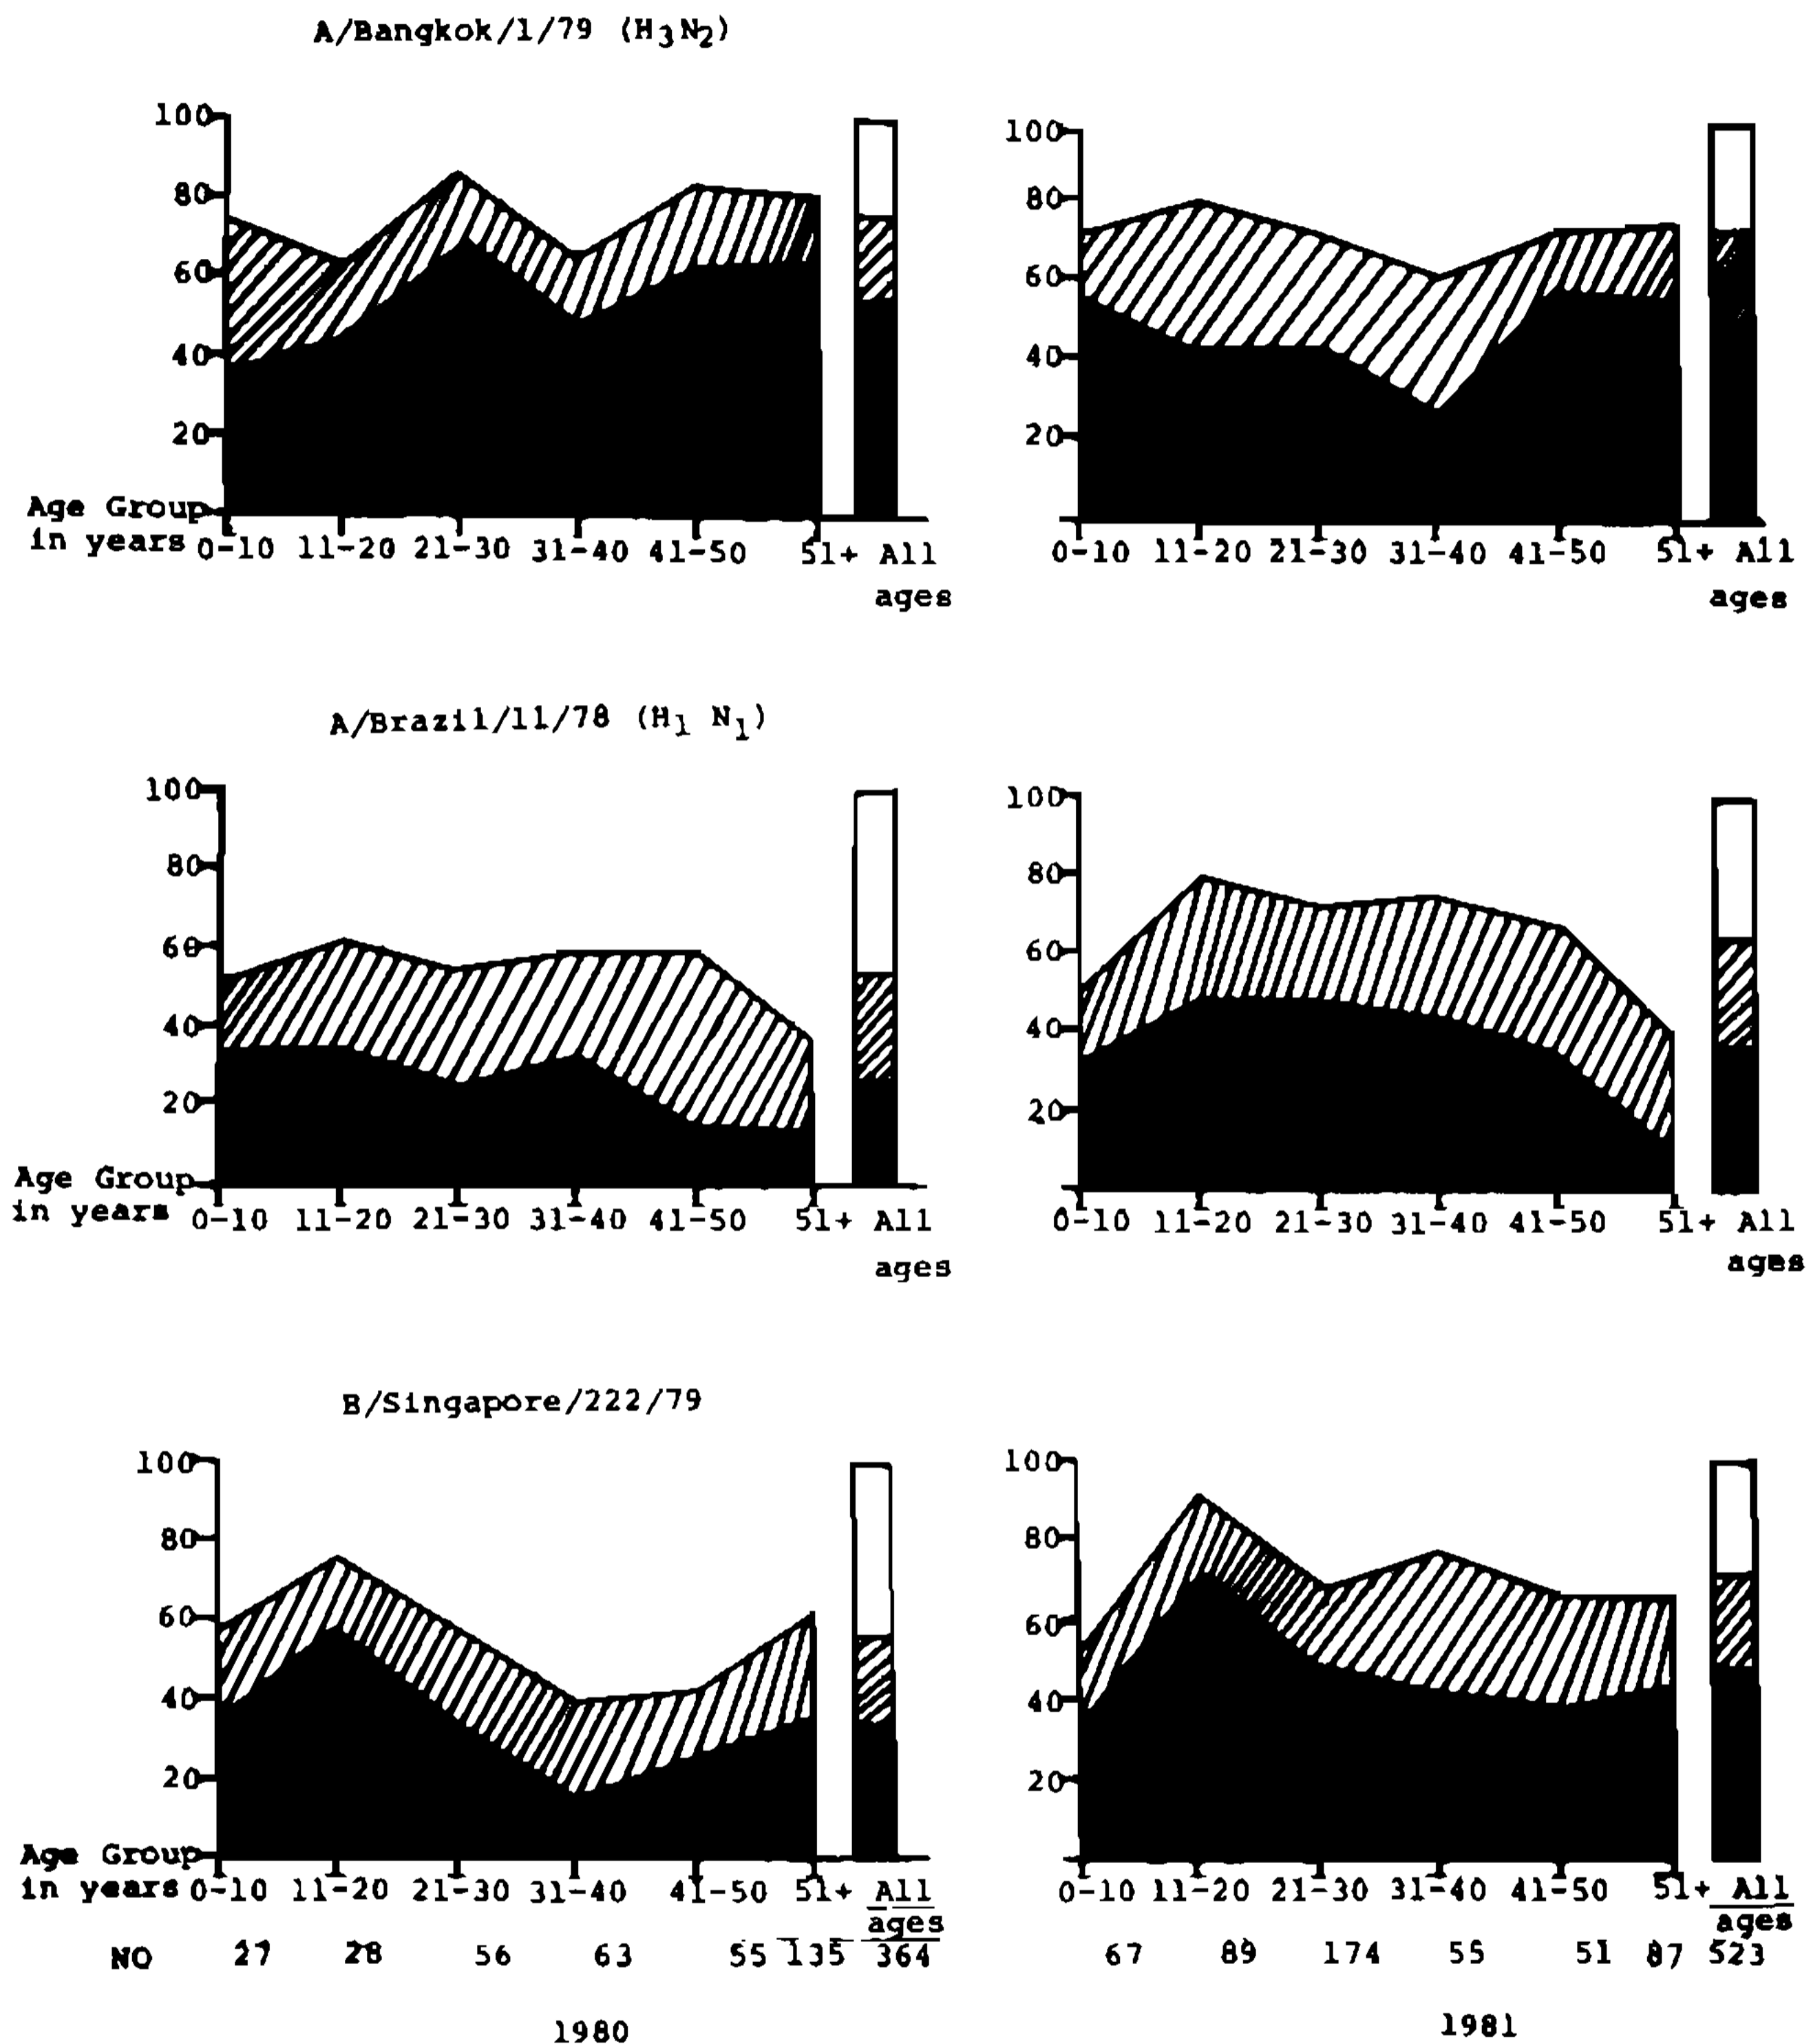 A/Bangkok/1/79 (H3N2)
100 100
80 80
60 60
40 40
20 20
Age Group
in years 0-10 11-20 21-30 31-40 41-50 51+ All 0-10 11-20 21-30 31-40 41-50 51+ All
ages ages
A/Brazil/11/78 (H1 N1)
100 100
80 80
60 60
40 40
20 20
Age Group
in years 0-10 11-20 21-30 31-40 41-50 51+ All 0-10 11-20 21-30 31-40 41-50 51+ All
ages ages
B/Singapore/222/79
100 100
80 80
60 60
40 40
20 20
Age Group
in years 0-10 11-20 21-30 31-40 41-50 51+ All 0-10 11-20 21-30 31-40 41-50 51+ All
ages ages
NO 27 28 56 63 55 135 364 67 89 174 55 51 87 523
1980 1981